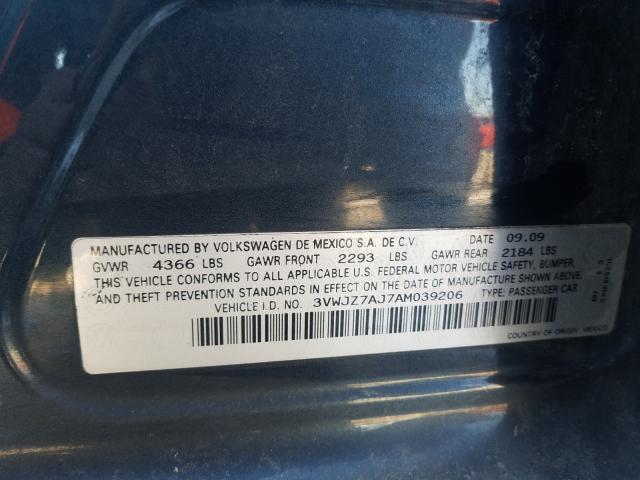 MANUFACTURED BY VOLKSWAGEN DE MEXICO S.A. DE C.V. DATE 09.09
GVWR 4366 LBS GAWR FRONT 2293 LBS GAWR REAR 2184 LBS
THIS VEHICLE CONFORMS TO ALL APPLICABLE U.S. FEDERAL MOTOR VEHICLE SAFETY, BUMPER,
AND THEFT PREVENTION STANDARDS IN EFFECT ON THE DATE OF MANUFACTURE SHOWN ABOVE.
VEHICLE I.D. NO. 3VWJZ7AJ7AM039206 TYPE: PASSENGER CAR
COUNTRY OF ORIGIN: MEXICO